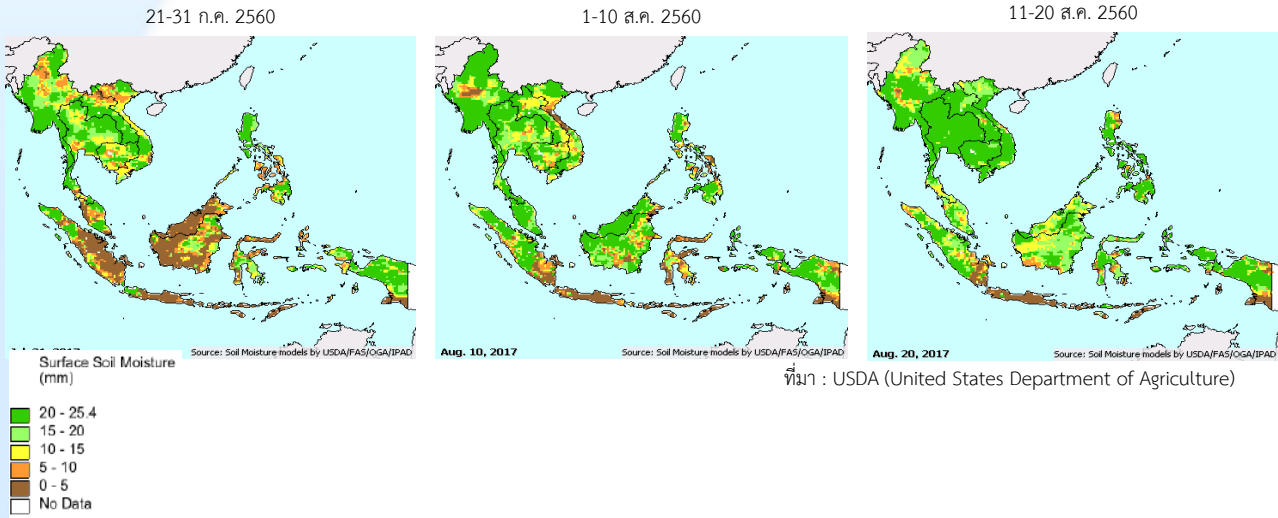 21-31 ก.ค. 2560
1-10 ส.ค. 2560
11-20 ส.ค. 2560
Source: Soil Moisture models by USDA/FAS/OGA/IPAD
Aug. 10, 2017
Source: Soil Moisture models by USDA/FAS/OGA/IPAD
Aug. 20, 2017
Source: Soil Moisture models by USDA/FAS/OGA/IPAD
ที่มา : USDA (United States Department of Agriculture)
Surface Soil Moisture
(mm)
20 - 25.4
15 - 20
10 - 15
5 - 10
0 - 5
No Data